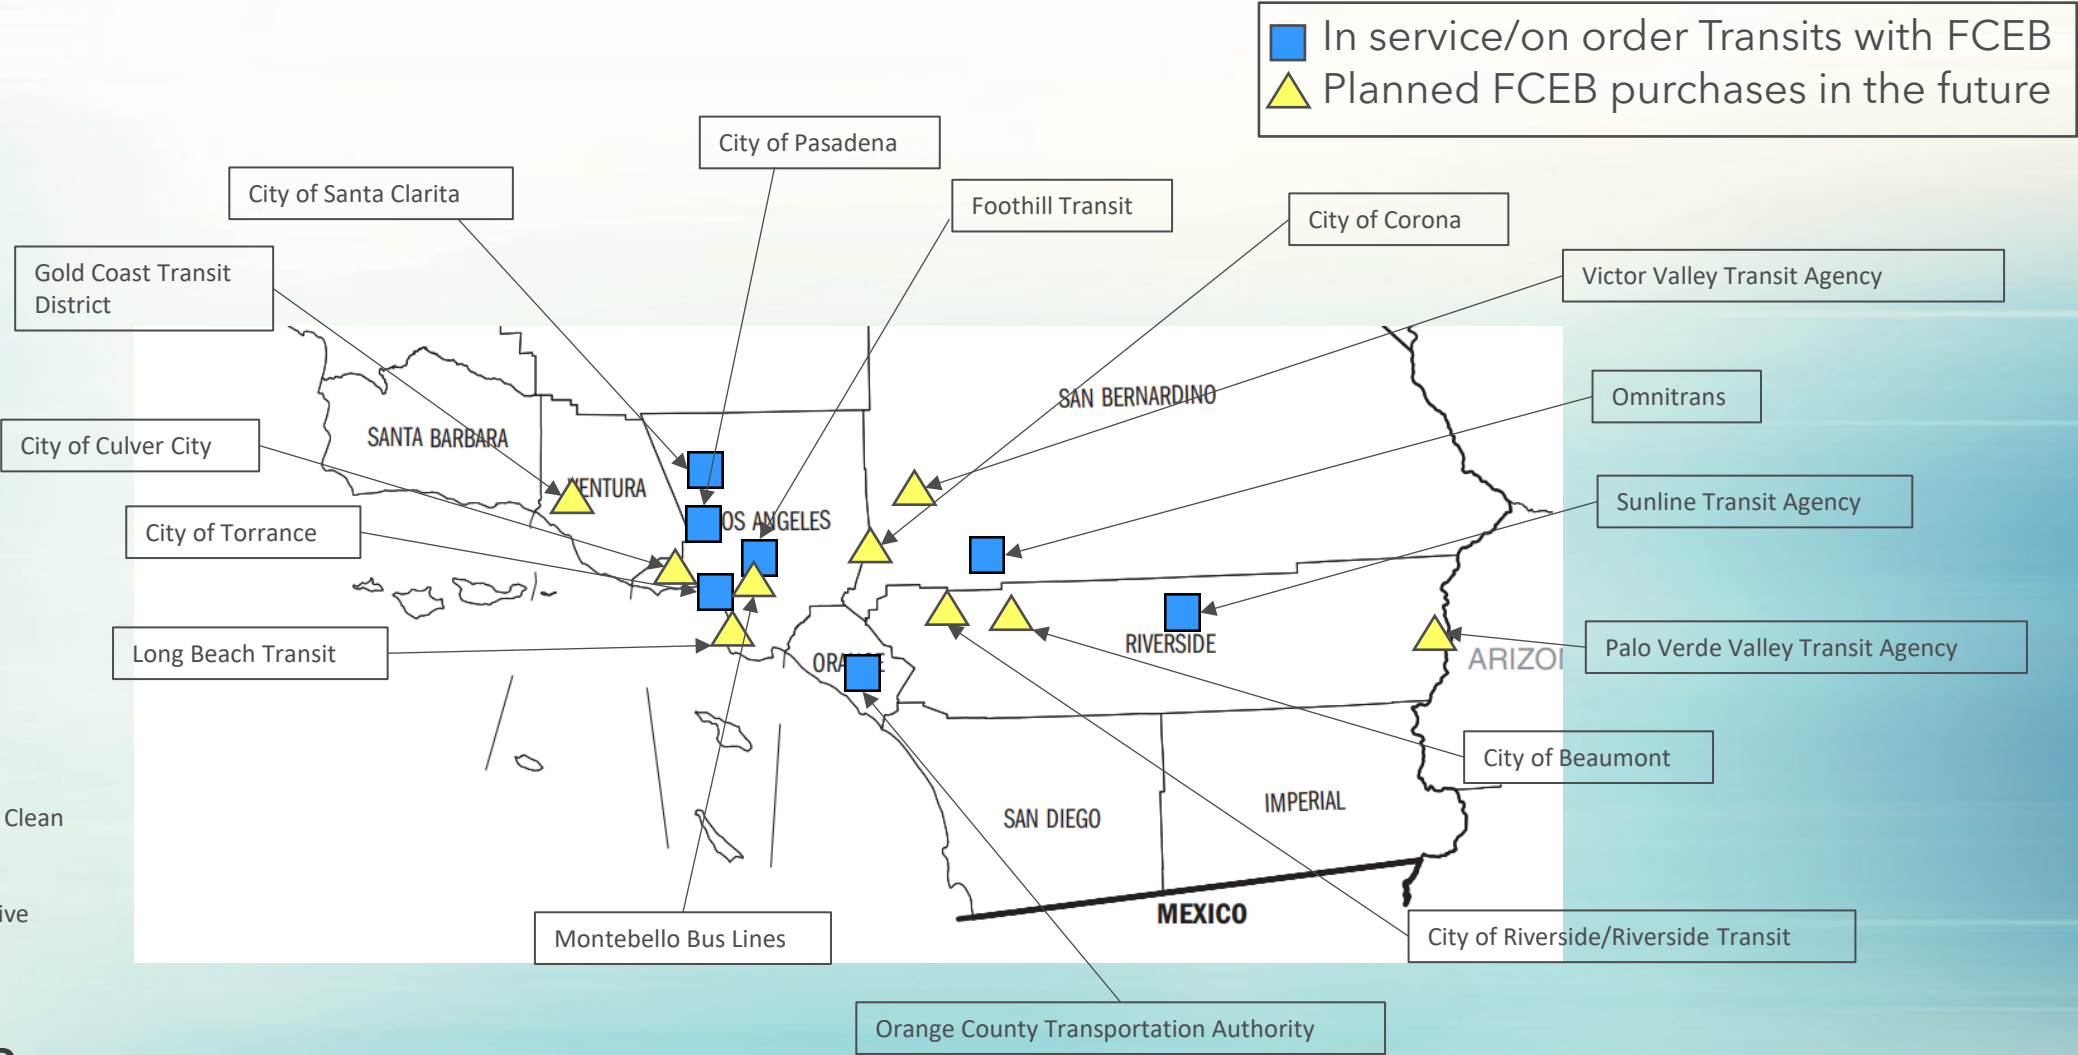 In service/on order Transits with FCEB
Planned FCEB purchases in the future
City of Pasadena
City of Santa Clarita
Foothill Transit
City of Corona
Gold Coast Transit
District
Victor Valley Transit Agency
Omnitrans
SAN BERNARDINO
City of Culver City
SANTA BARBARA
VENTURA
Sunline Transit Agency
City of Torrance
OS ANGELES
Long Beach Transit
RIVERSIDE
Palo Verde Valley Transit Agency
ARIZO
City of Beaumont
Clean
SAN DIEGO
IMPERIAL
ive
MEXICO
Montebello Bus Lines
City of Riverside/Riverside Transit
Orange County Transportation Authority